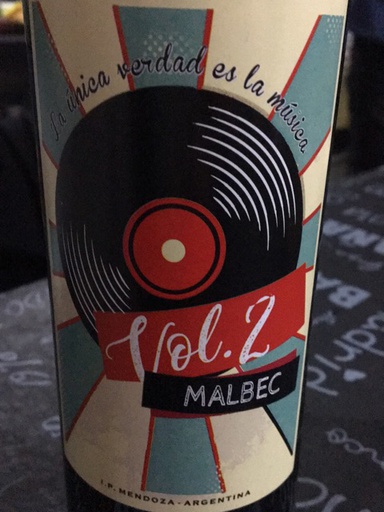 La única verdad es la música
Vol. 2
MALBEC
I.P. MENDOZA - ARGENTINA